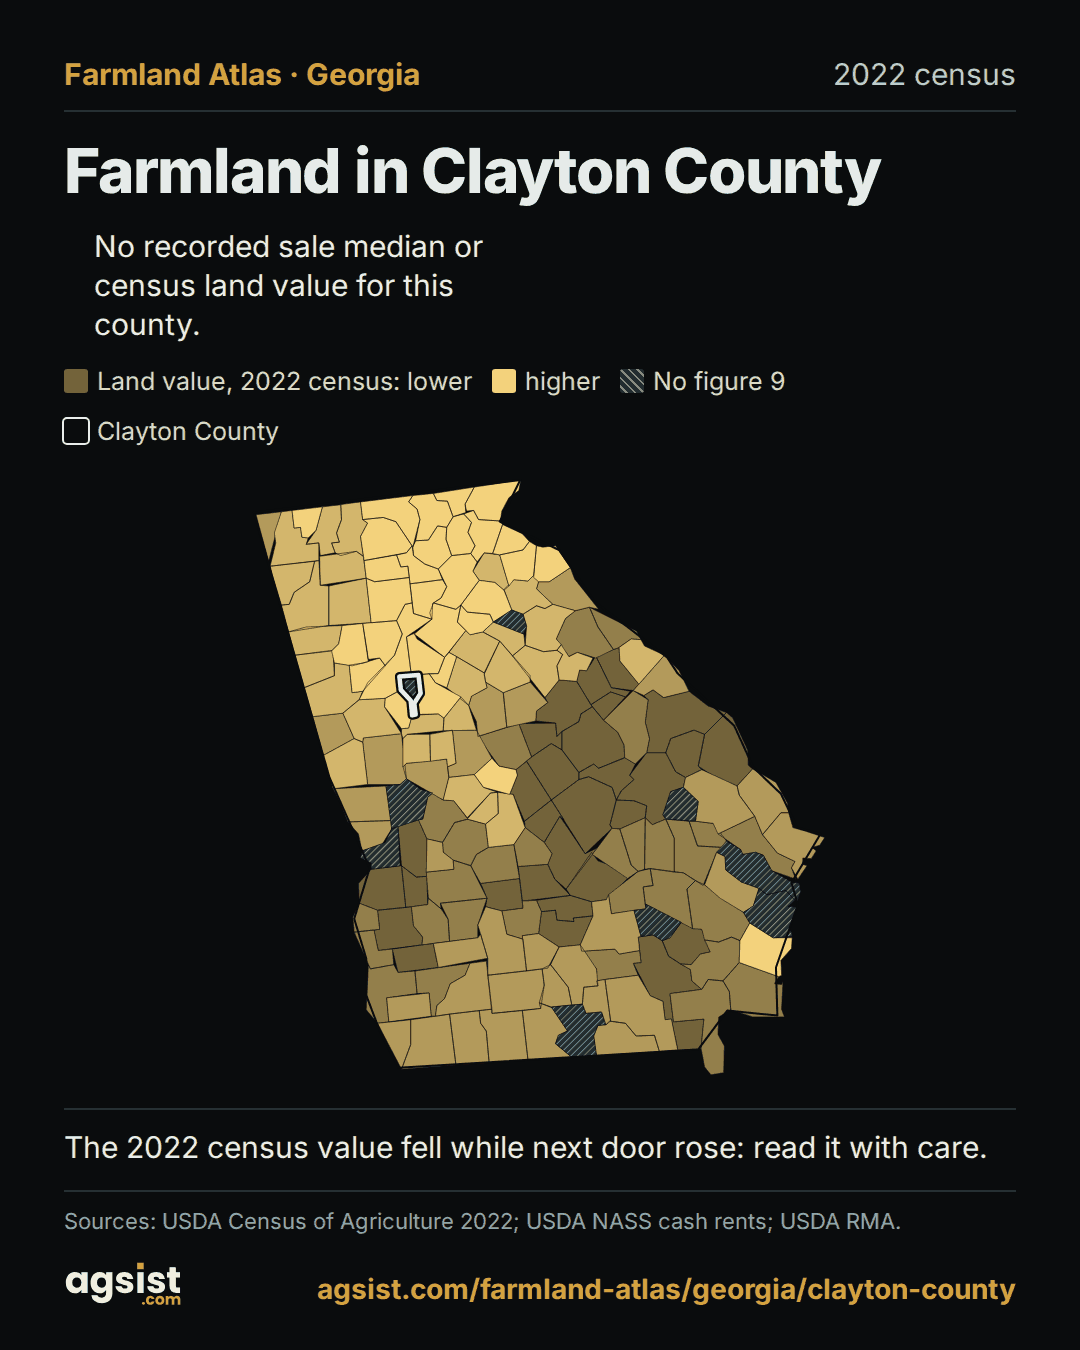 Farmland Atlas · Georgia
2022 census
Farmland in Clayton County
No recorded sale median or
census land value for this
county.
Land value, 2022 census: lower higher No figure 9
Clayton County
The 2022 census value fell while next door rose: read it with care.
Sources: USDA Census of Agriculture 2022; USDA NASS cash rents; USDA RMA.
agsist
.com
agsist.com/farmland-atlas/georgia/clayton-county